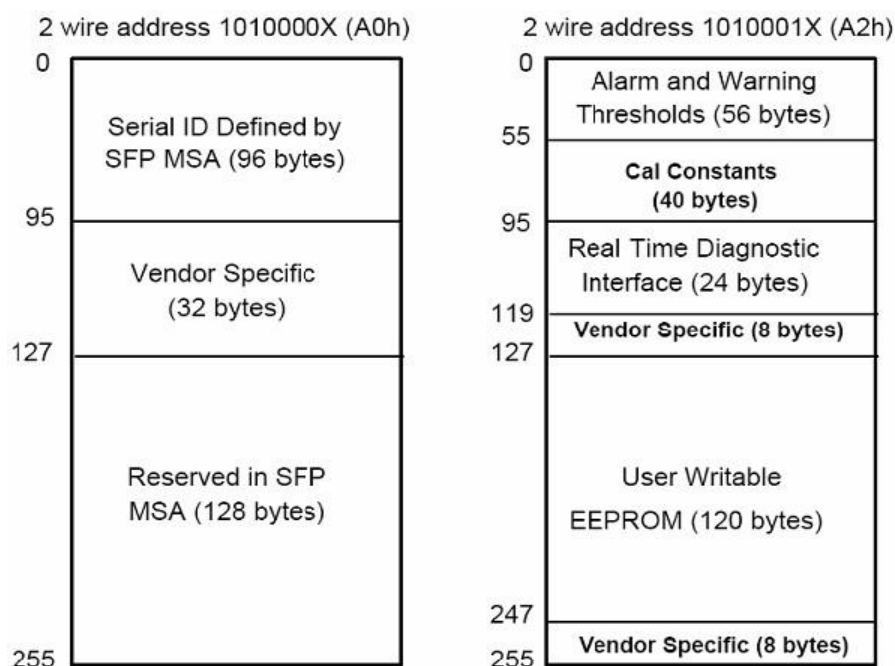 2 wire address 1010000X (A0h)
0
Serial ID Defined by
SFP MSA (96 bytes)
95
Vendor Specific
(32 bytes)
127
Reserved in SFP
MSA (128 bytes)
255
2 wire address 1010001X (A2h)
0
Alarm and Warning
Thresholds (56 bytes)
55
Cal Constants
(40 bytes)
95
Real Time Diagnostic
Interface (24 bytes)
119
Vendor Specific (8 bytes)
127
User Writable
EEPROM (120 bytes)
247
Vendor Specific (8 bytes)
255